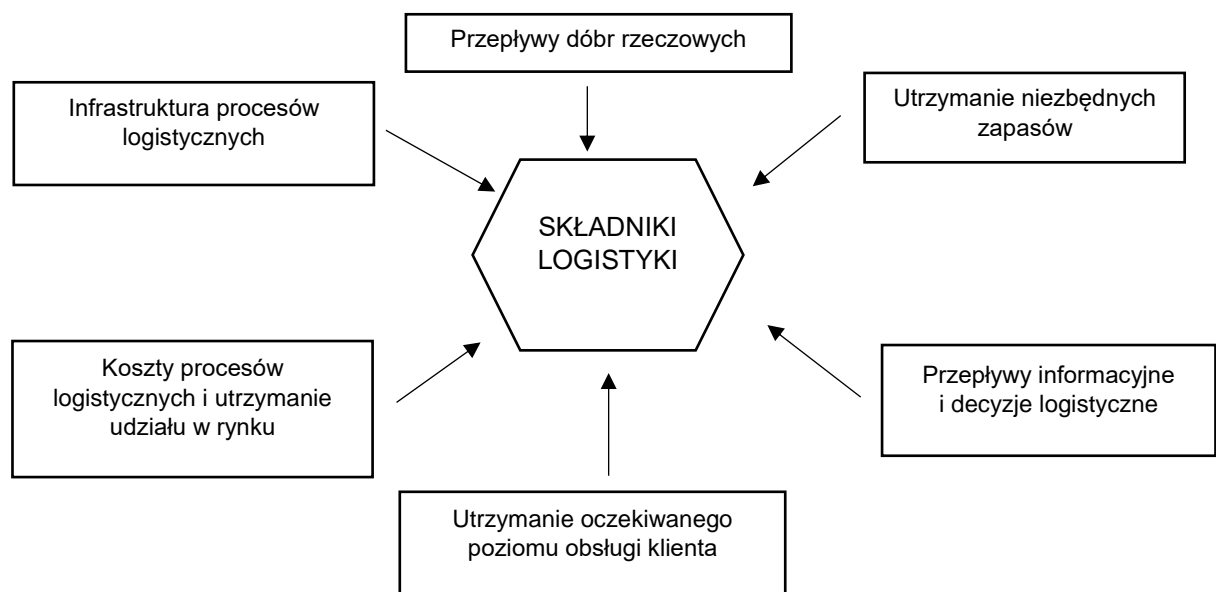 Przepływy dóbr rzeczowych
Infrastruktura procesów
logistycznych
Utrzymanie niezbędnych
zapasów
SKŁADNIKI
LOGISTYKI
Koszty procesów
logistycznych i utrzymanie
udziału w rynku
Przepływy informacyjne
i decyzje logistyczne
Utrzymanie oczekiwanego
poziomu obsługi klienta